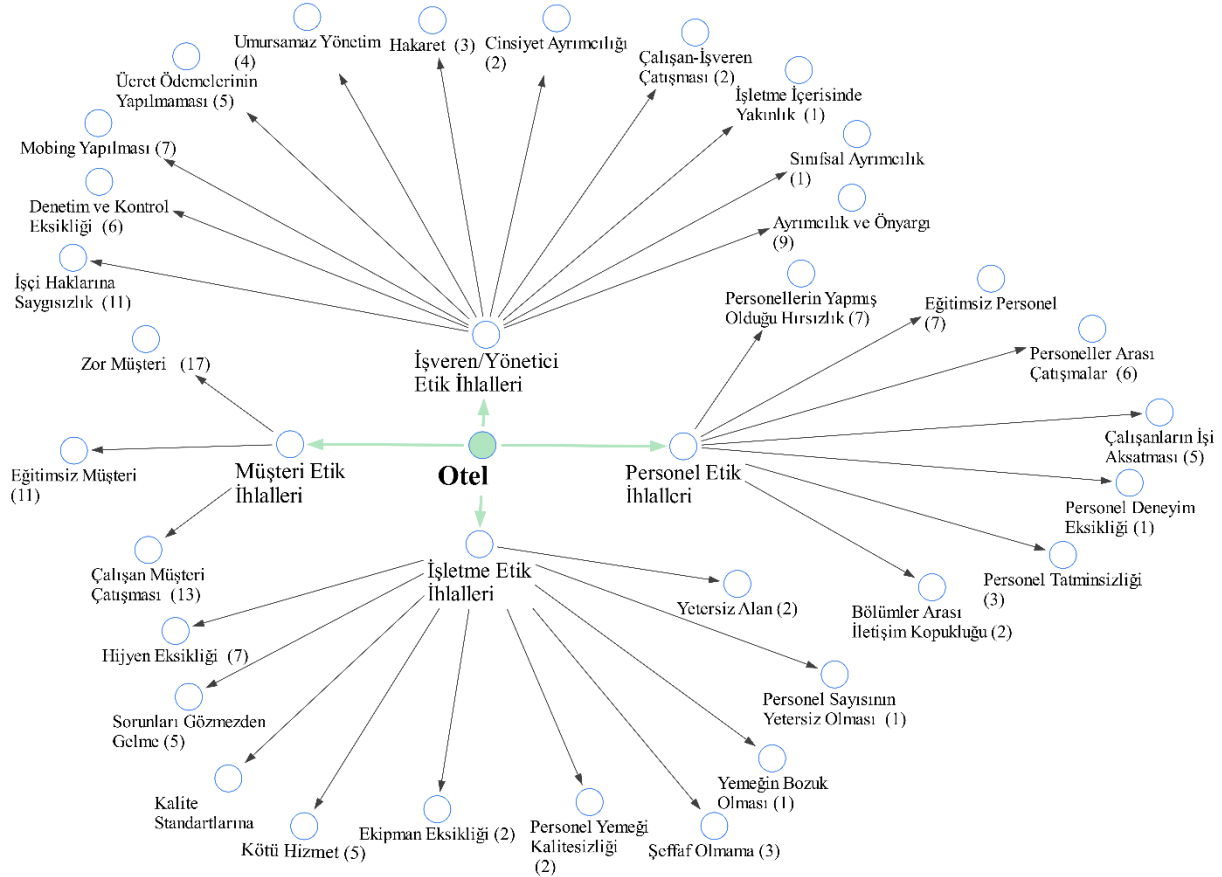 Umursamaz Yönetim
(4)
Hakaret (3)
Cinsiyet Ayrımcılığı
(2)
Çalışan-İşveren
Çatışması (2)
İşletme İçerisinde
Yakınlık (1)
Sınıfsal Ayrımcılık
(1)
Ayrımcılık ve Önyargı
(9)
Ücret Ödemelerinin
Yapılmaması (5)
Mobing Yapılması (7)
Denetim ve Kontrol
Eksikliği (6)
İşçi Haklarına
Saygısızlık (11)
İşveren/Yönetici
Etik İhlalleri
Personellerin Yapmış
Olduğu Hırsızlık (7)
Eğitimsiz Personel
(7)
Personeller Arası
Çatışmalar (6)
Çalışanların İşi
Aksatması (5)
Personel Deneyim
Eksikliği (1)
Personel Tatminsizliği
(3)
Bölümler Arası
İletişim Kopukluğu (2)
Personel Etik
İhlalleri
Otel
Zor Müşteri (17)
Eğitimsiz Müşteri
(11)
Çalışan Müşteri
Çatışması (13)
Müşteri Etik
İhlalleri
İşletme Etik
İhlalleri
Hijyen Eksikliği (7)
Sorunları Gözmezden
Gelme (5)
Kalite
Standartlarına
Kötü Hizmet (5)
Ekipman Eksikliği (2)
Personel Yemeği
Kalitesizliği
(2)
Şeffaf Olmama (3)
Yemeğin Bozuk
Olması (1)
Personel Sayısının
Yetersiz Olması (1)
Yetersiz Alan (2)